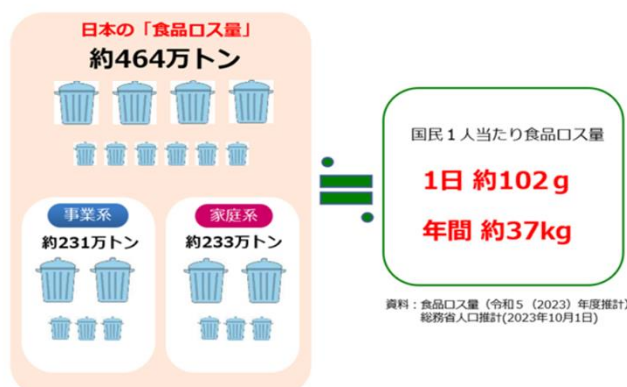 日本の「食品ロス量」
約464万トン
事業系
約231万トン
家庭系
約233万トン
≒
国民１人当たり食品ロス量
1日 約102ｇ
年間 約37kg
資料：食品ロス量（令和５（2023）年度推計）
総務省人口推計(2023年10月1日)